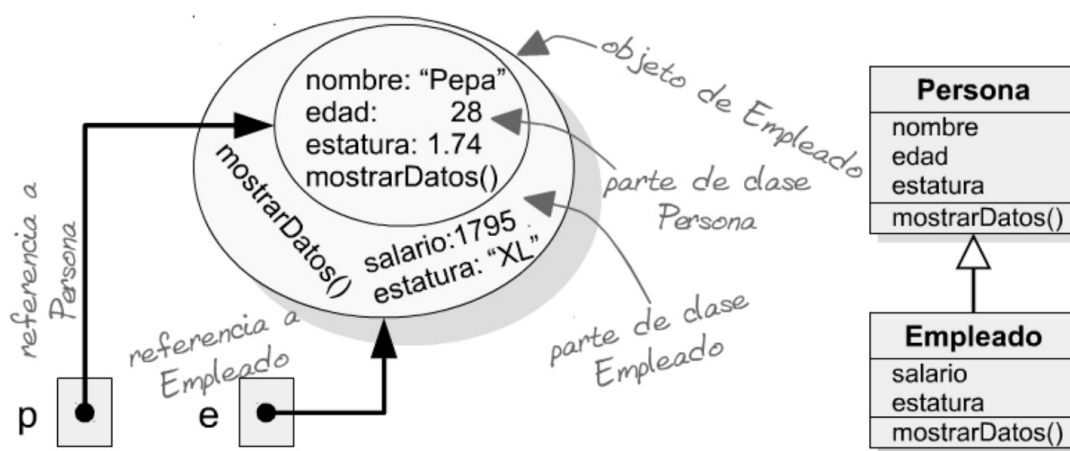 nombre: “Pepa”
edad: 28
estatura: 1.74
mostrarDatos()
mostrarDatos()
salario:1795
estatura: “XL”
objeto de Empleado
parte de clase
Persona
parte de clase
Empleado
referencia a
Persona
referencia a
Empleado
p
e
Persona
nombre
edad
estatura
mostrarDatos()
Empleado
salario
estatura
mostrarDatos()